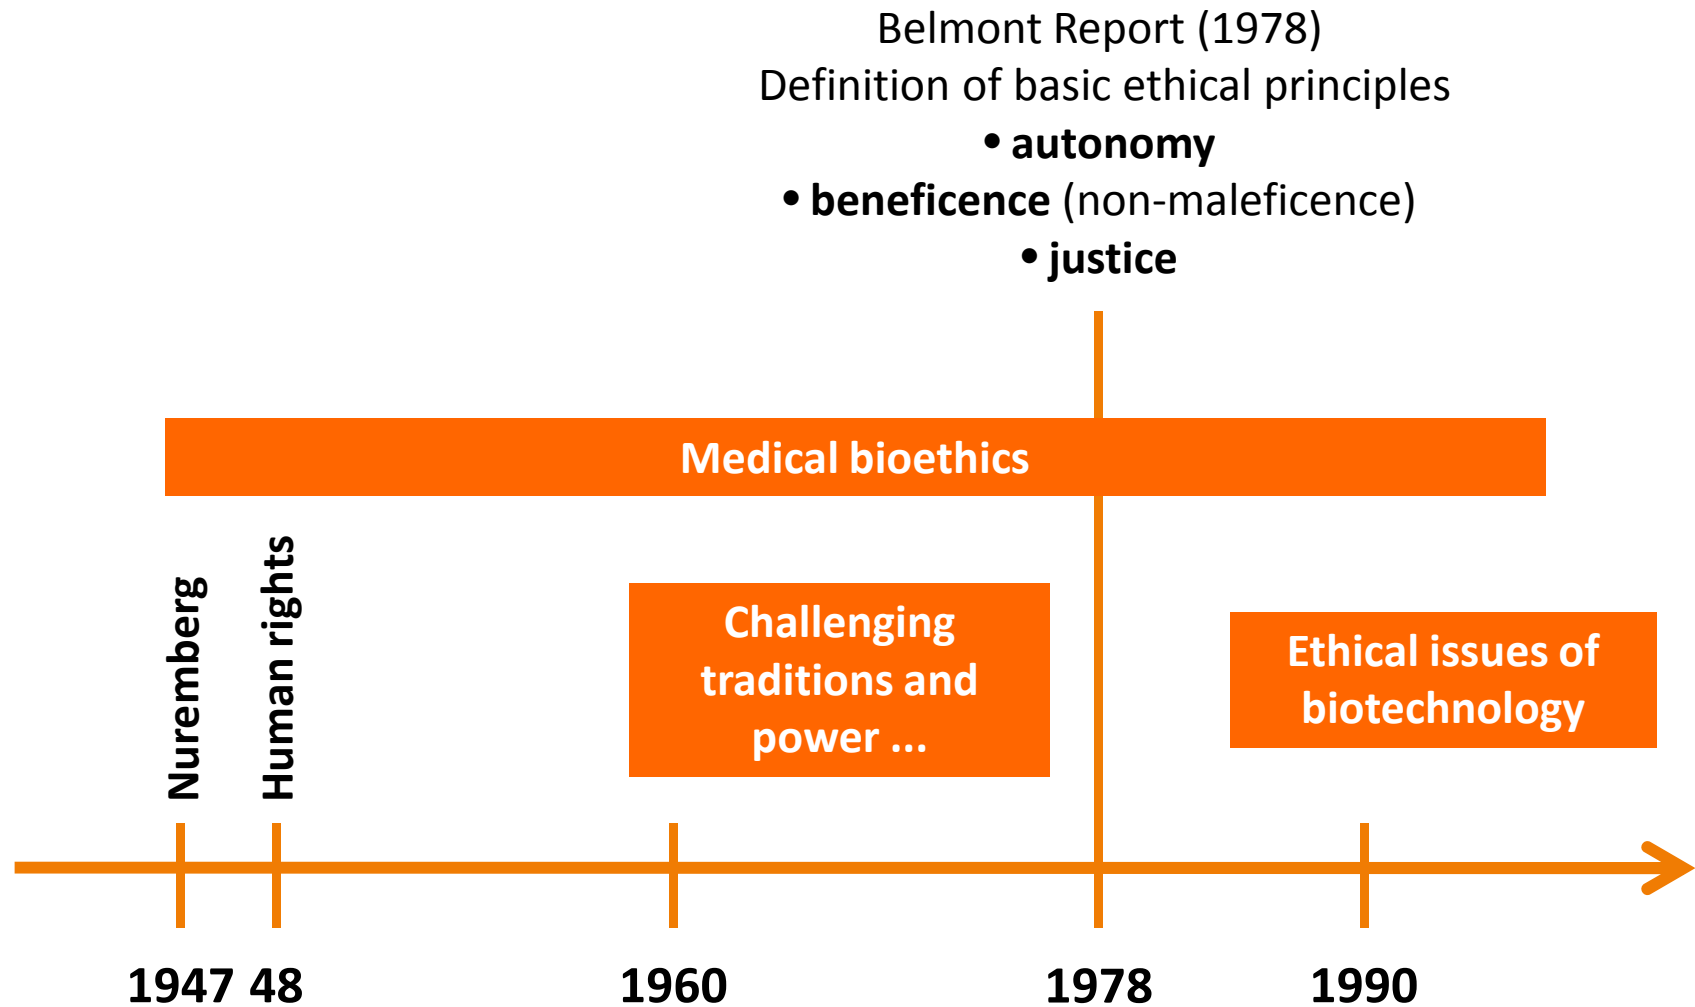 Belmont Report (1978)
Definition of basic ethical principles
• autonomy
• beneficence (non-maleficence)
• justice
Medical bioethics
Nuremberg
Human rights
Challenging
traditions and
power ...
Ethical issues of
biotechnology
1947 48 1960 1978 1990